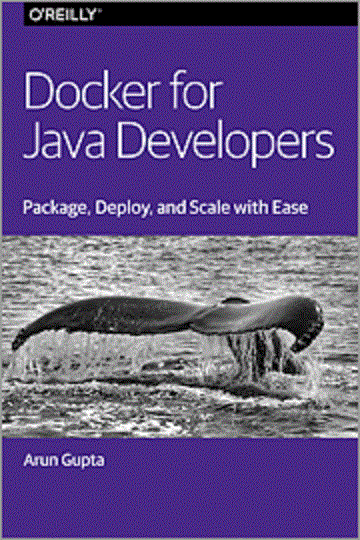 O'REILLY®
Docker for
Java Developers
Package, Deploy, and Scale with Ease
Arun Gupta